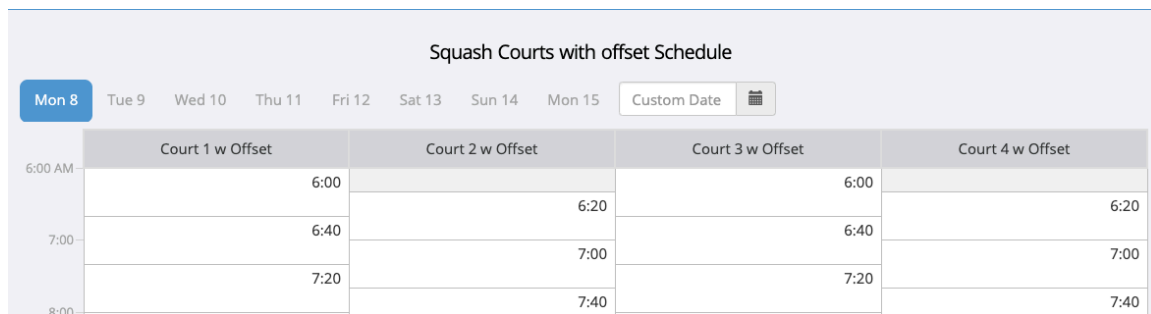 Squash Courts with offset Schedule
Mon 8 Tue 9 Wed 10 Thu 11 Fri 12 Sat 13 Sun 14 Mon 15 Custom Date
Court 1 w Offset Court 2 w Offset Court 3 w Offset Court 4 w Offset
6:00 AM
6:00 6:00
6:20 6:20
6:40 6:40
7:00
7:00 7:00
7:20 7:20
7:40 7:40
8:00